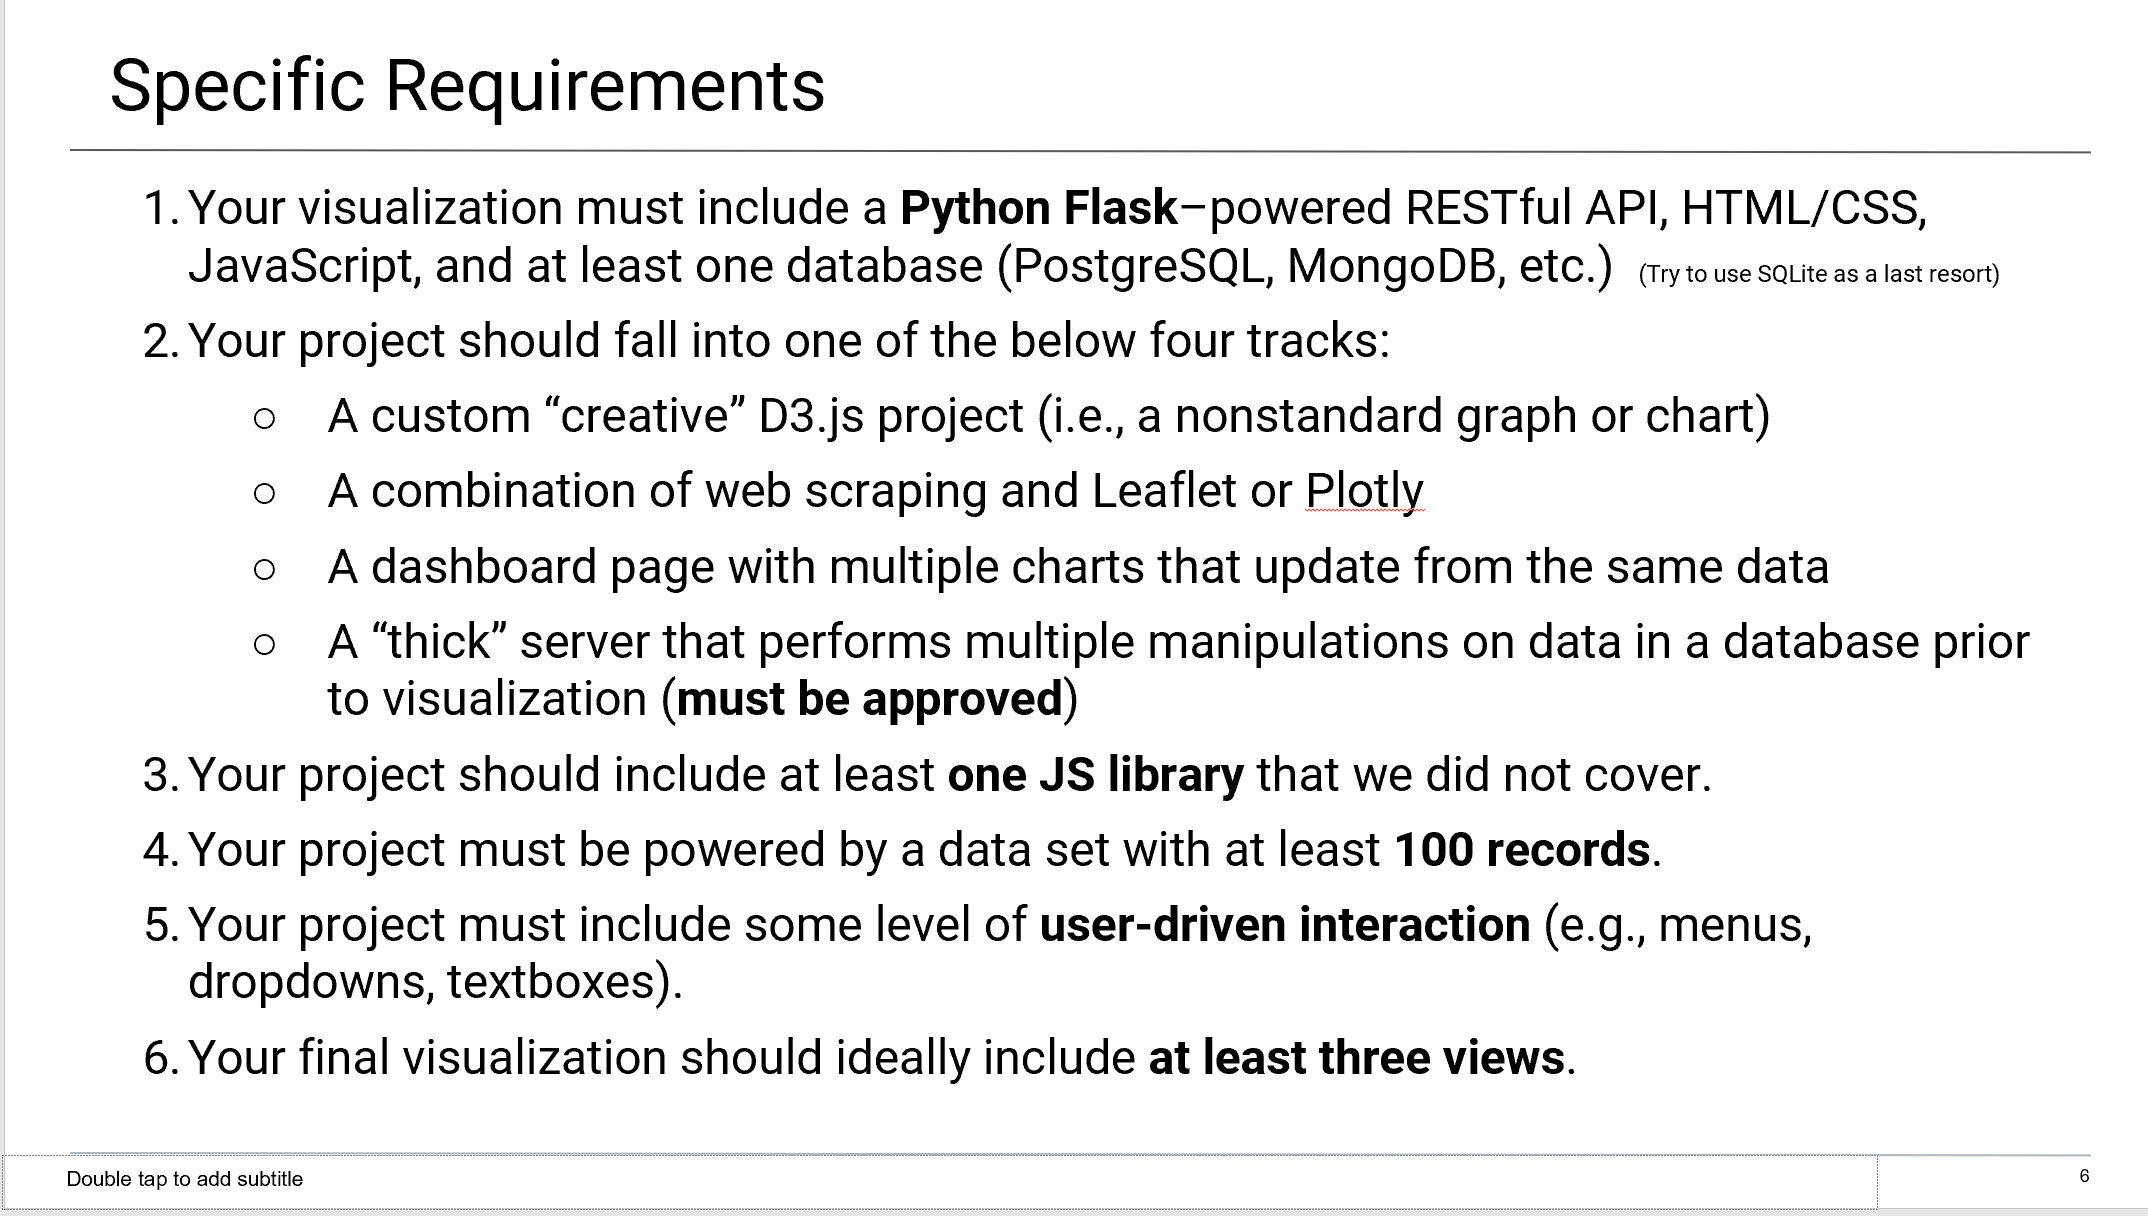 Specific Requirements
1. Your visualization must include a Python Flask–powered RESTful API, HTML/CSS,
JavaScript, and at least one database (PostgreSQL, MongoDB, etc.) (Try to use SQLite as a last resort)
2. Your project should fall into one of the below four tracks:
○ A custom “creative” D3.js project (i.e., a nonstandard graph or chart)
○ A combination of web scraping and Leaflet or Plotly
○ A dashboard page with multiple charts that update from the same data
○ A “thick” server that performs multiple manipulations on data in a database prior
to visualization (must be approved)
3. Your project should include at least one JS library that we did not cover.
4. Your project must be powered by a data set with at least 100 records.
5. Your project must include some level of user-driven interaction (e.g., menus,
dropdowns, textboxes).
6. Your final visualization should ideally include at least three views.
Double tap to add subtitle
6